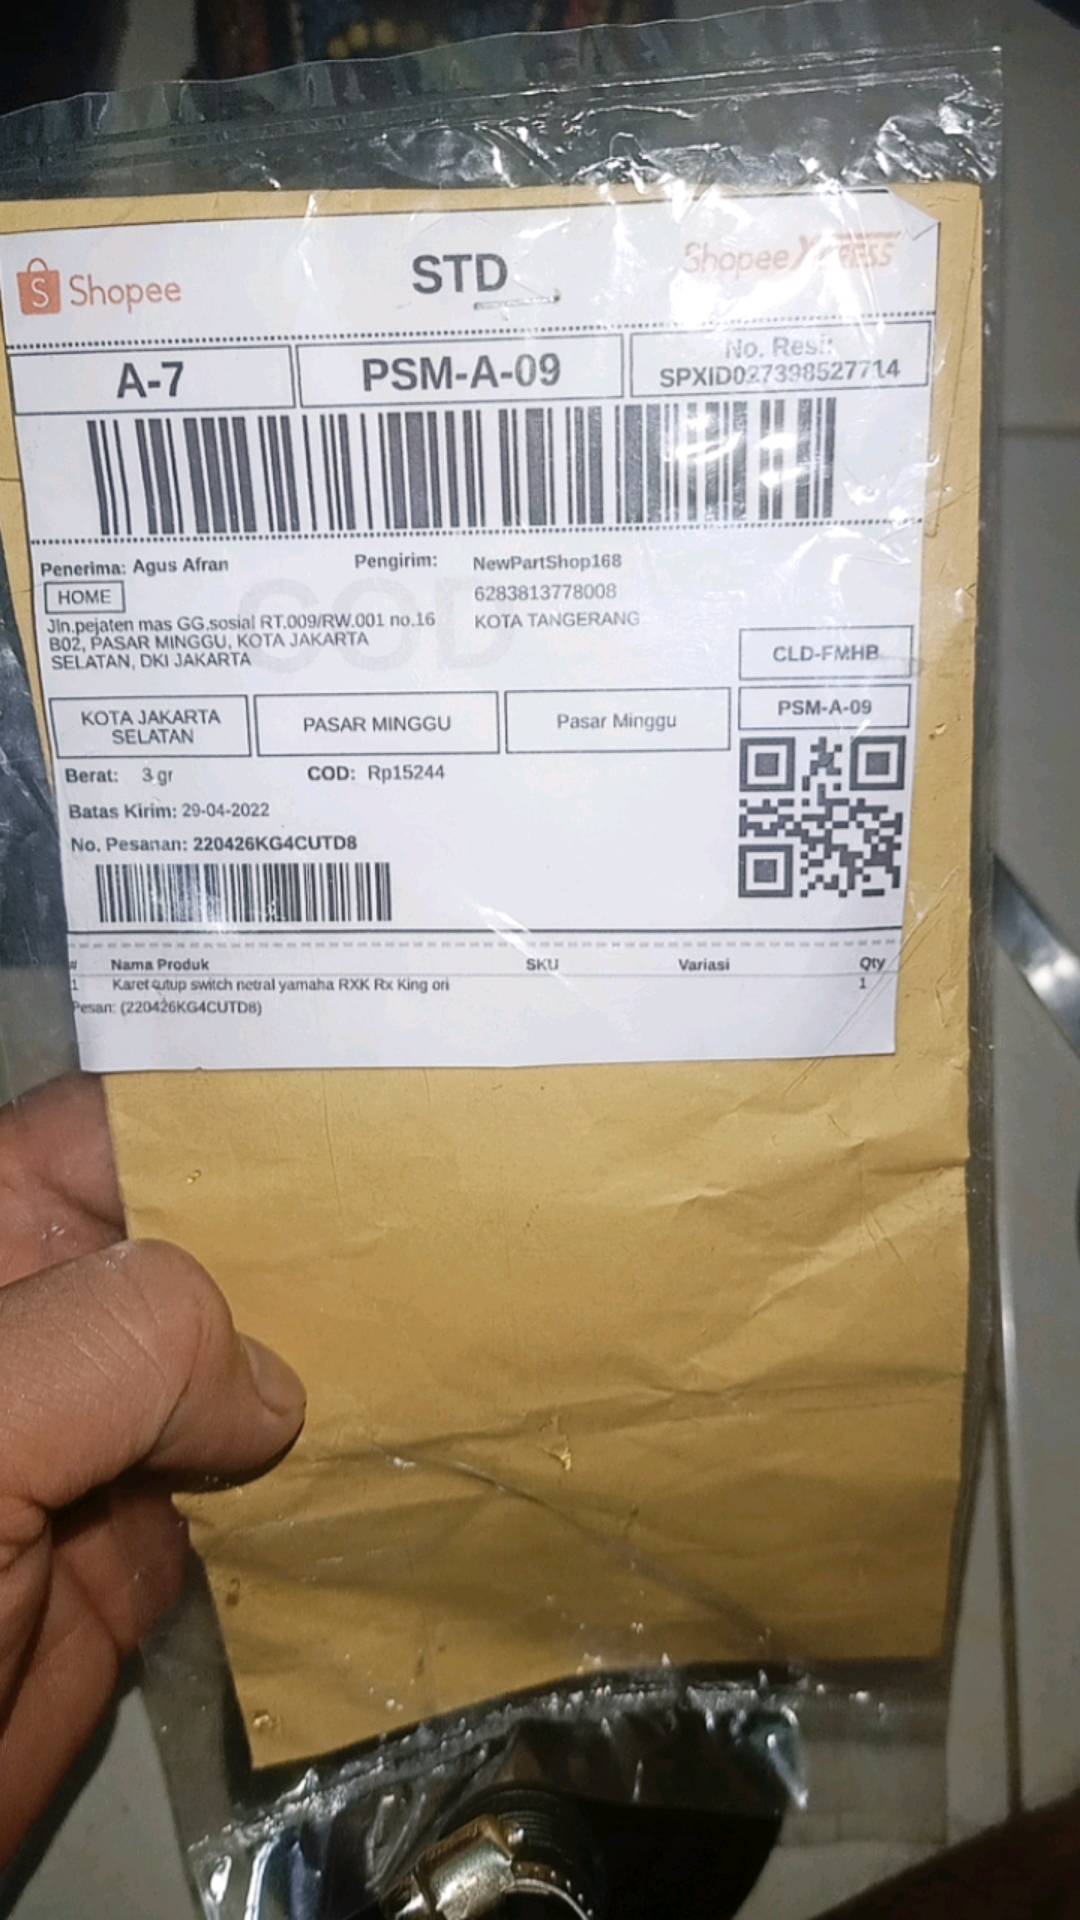 Shopee
STD
Shopee XPRESS
A-7
PSM-A-09
No. Resi:
SPXID027398527714
COD
Penerima: Agus Afran
Pengirim: NewPartShop168
HOME
6283813778008
Jln.pejaten mas GG.sosial RT.009/RW.001 no.16
KOTA TANGERANG
B02, PASAR MINGGU, KOTA JAKARTA
SELATAN, DKI JAKARTA
CLD-FMHB
KOTA JAKARTA
SELATAN
PASAR MINGGU
Pasar Minggu
PSM-A-09
Berat: 3 gr
COD: Rp15244
Batas Kirim: 29-04-2022
No. Pesanan: 220426KG4CUTD8
# Nama Produk SKU Variasi Qty
1 Karet tutup switch netral yamaha RXK Rx King ori 1
Pesan: (220426KG4CUTD8)